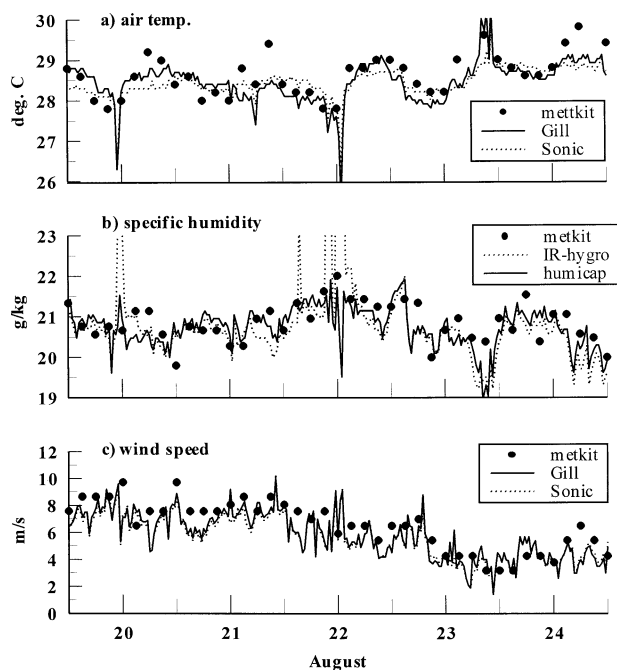 a) air temp.
30
29
28
27
26
deg. C
mettkit
Gill
Sonic
b) specific humidity
23
22
21
20
19
g/kg
metkit
IR-hygro
humicap
c) wind speed
12
10
8
6
4
2
0
m/s
metkit
Gill
Sonic
20 21 22 23 24
August